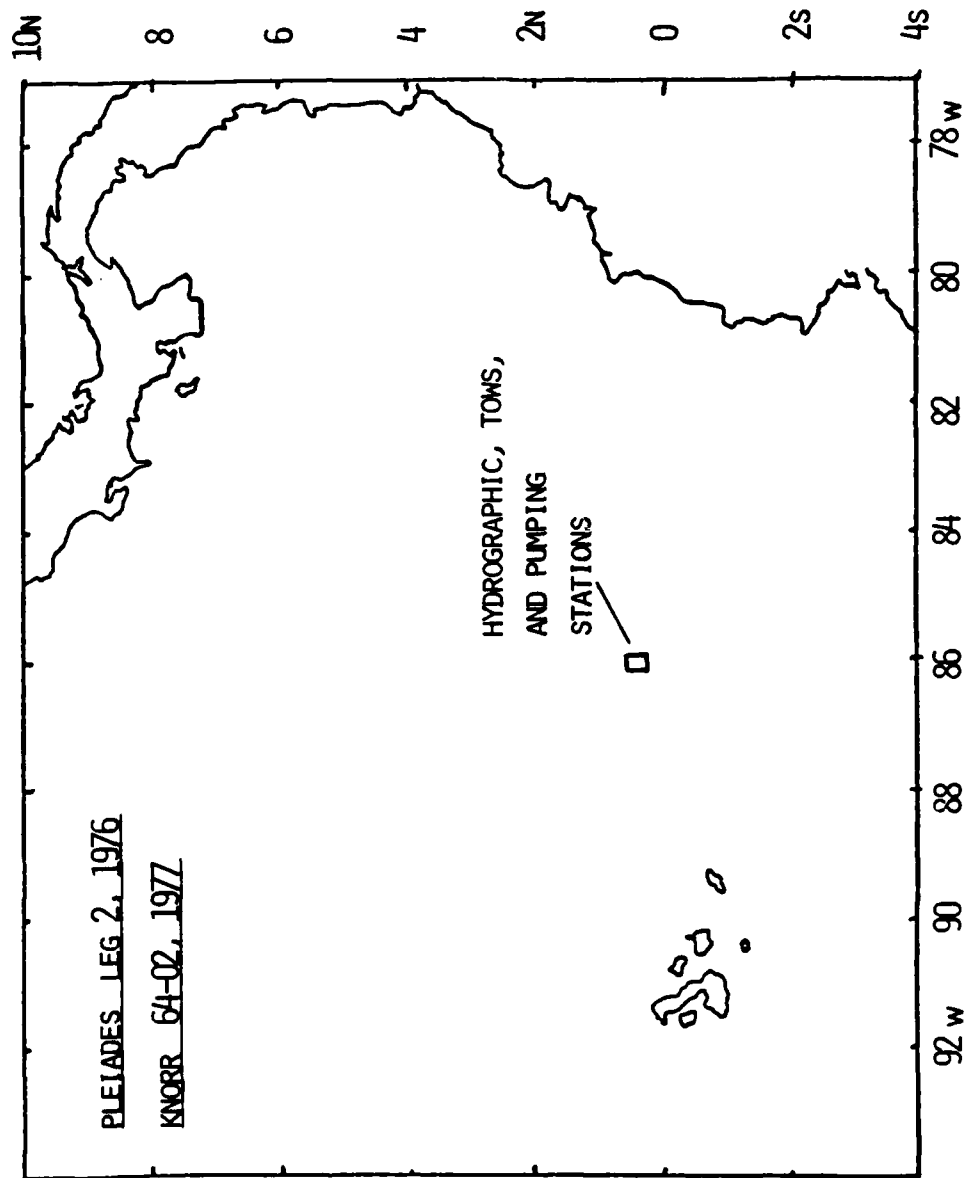 PLEIADES LEG 2, 1976
KNORR 64-02, 1977
HYDROGRAPHIC, TOWS,
AND PUMPING
STATIONS
10N
8
6
4
2N
0
2S
4S
92 W
90
88
86
84
82
80
78 W